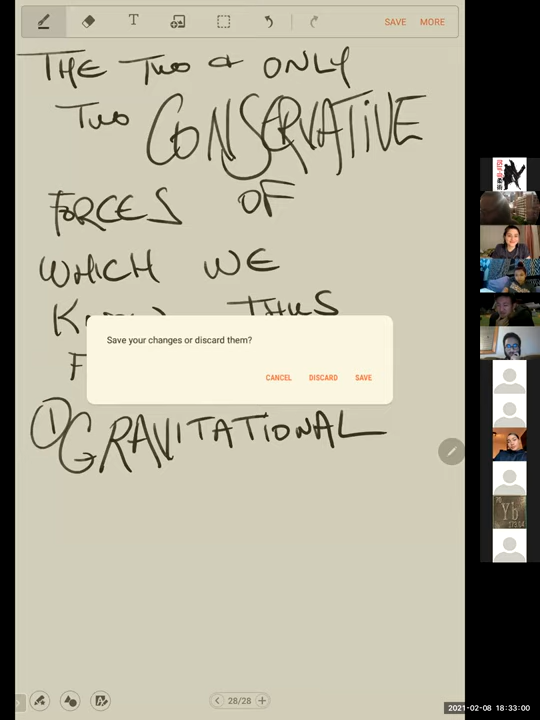 SAVE MORE
THE TWO & ONLY
TWO CONSERVATIVE
FORCES OF
WHICH WE
THUS
F
Save your changes or discard them?
CANCEL DISCARD SAVE
① GRAVITATIONAL
Yb
28/28
2021-02-08 18:33:00